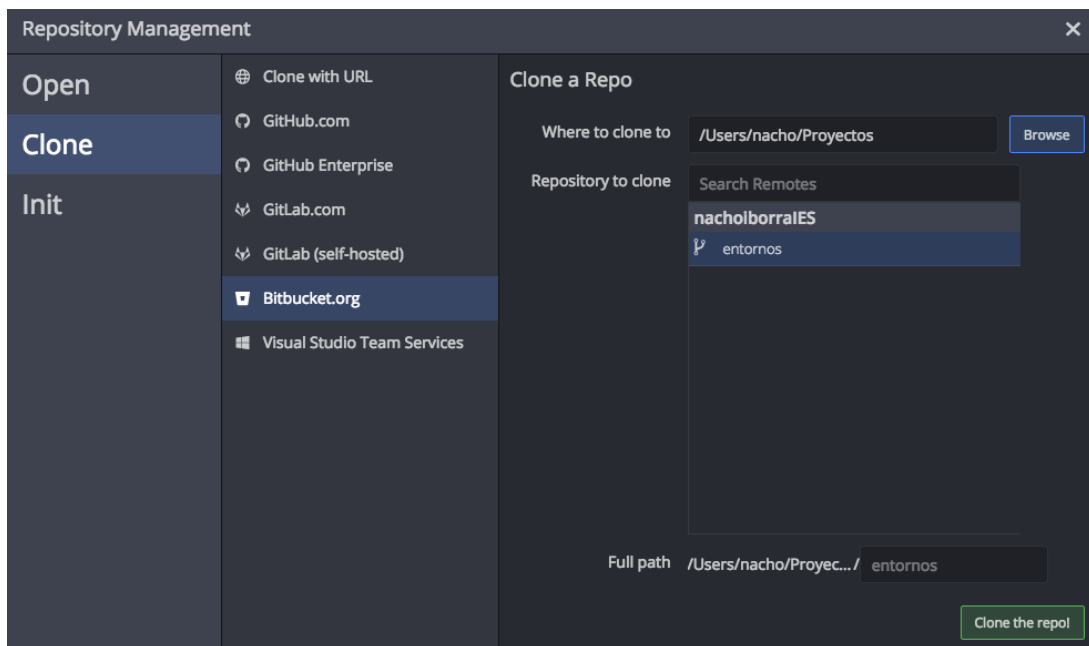 Repository Management
Open
Clone
Init
Clone with URL
GitHub.com
GitHub Enterprise
GitLab.com
GitLab (self-hosted)
Bitbucket.org
Visual Studio Team Services
Clone a Repo
Where to clone to /Users/nacho/Proyectos Browse
Repository to clone Search Remotes
nachoiborraIES
entornos
Full path /Users/nacho/Proyec... / entornos
Clone the repo!